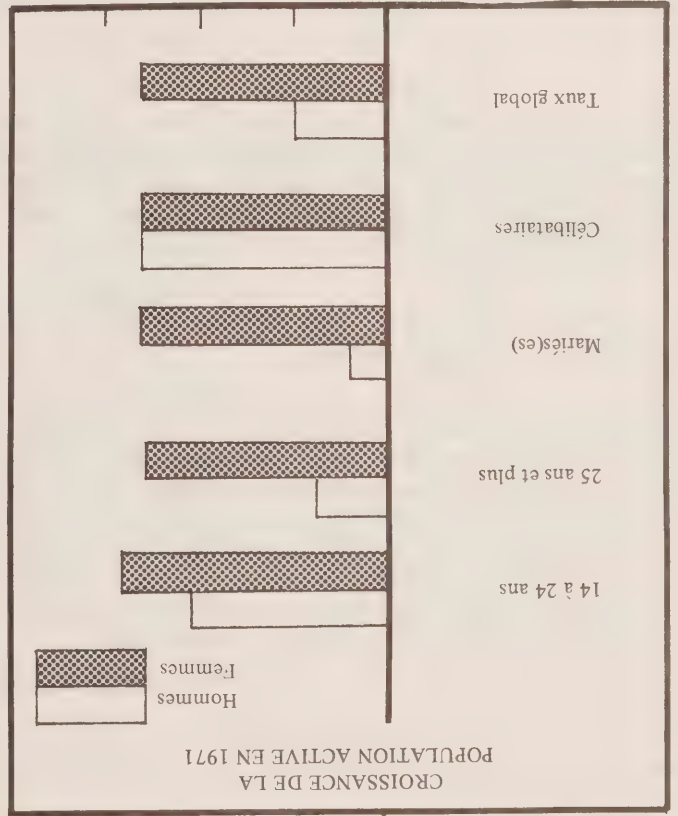 CROISSANCE DE LA
POPULATION ACTIVE EN 1971
Hommes
Femmes
14 à 24 ans
25 ans et plus
Mariés(es)
Célibataires
Taux global